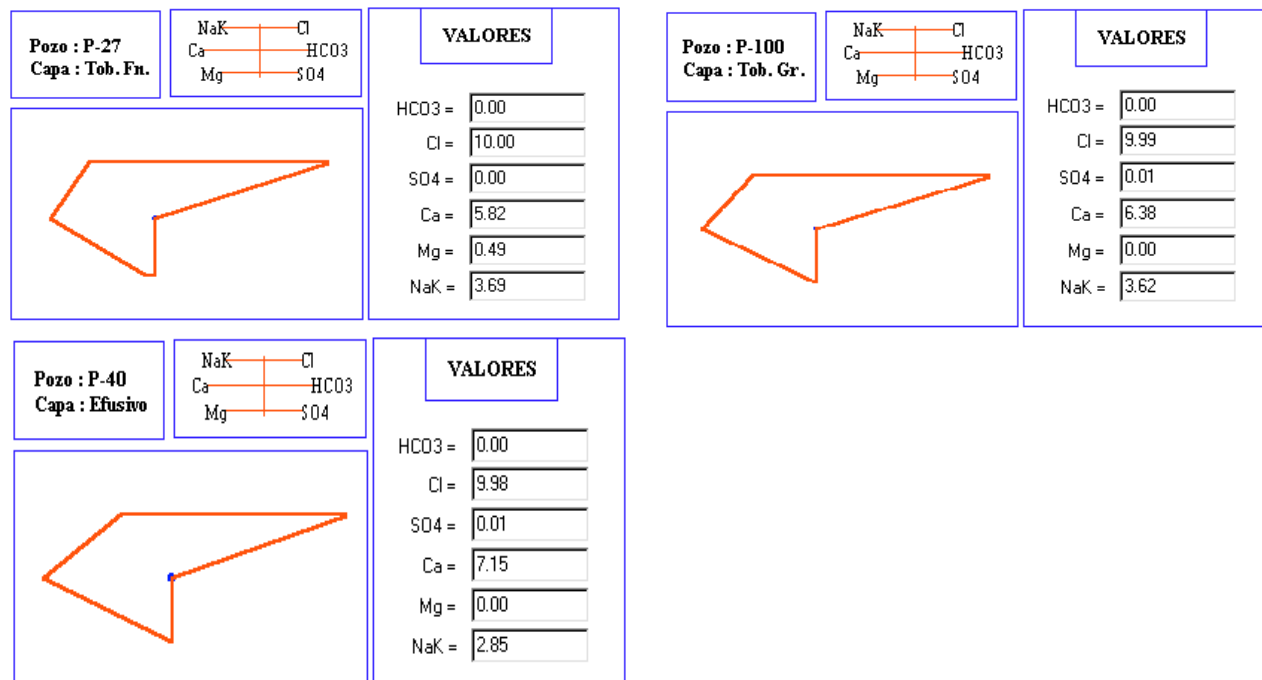 Pozo : P-27
Capa : Tob. Fn.
NaK Cl
Ca HCO3
Mg SO4
VALORES
HCO3 = 0.00
Cl = 10.00
SO4 = 0.00
Ca = 5.82
Mg = 0.49
NaK = 3.69
Pozo : P-100
Capa : Tob. Gr.
NaK Cl
Ca HCO3
Mg SO4
VALORES
HCO3 = 0.00
Cl = 9.99
SO4 = 0.01
Ca = 6.38
Mg = 0.00
NaK = 3.62
Pozo : P-40
Capa : Efusivo
NaK Cl
Ca HCO3
Mg SO4
VALORES
HCO3 = 0.00
Cl = 9.98
SO4 = 0.01
Ca = 7.15
Mg = 0.00
NaK = 2.85